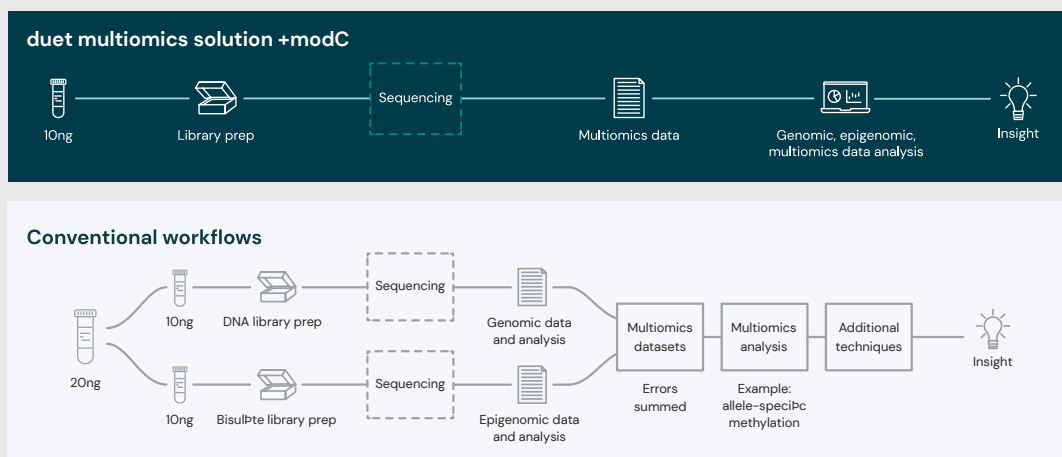 duet multiomics solution +modC
10ng
Library prep
Sequencing
Multiomics data
Genomic, epigenomic,
multiomics data analysis
Insight
Conventional workflows
20ng
10ng
DNA library prep
Sequencing
Genomic data
and analysis
10ng
BisulÞte library prep
Sequencing
Epigenomic data
and analysis
Multiomics
datasets
Errors
summed
Multiomics
analysis
Example:
allele-speciÞc
methylation
Additional
techniques
Insight